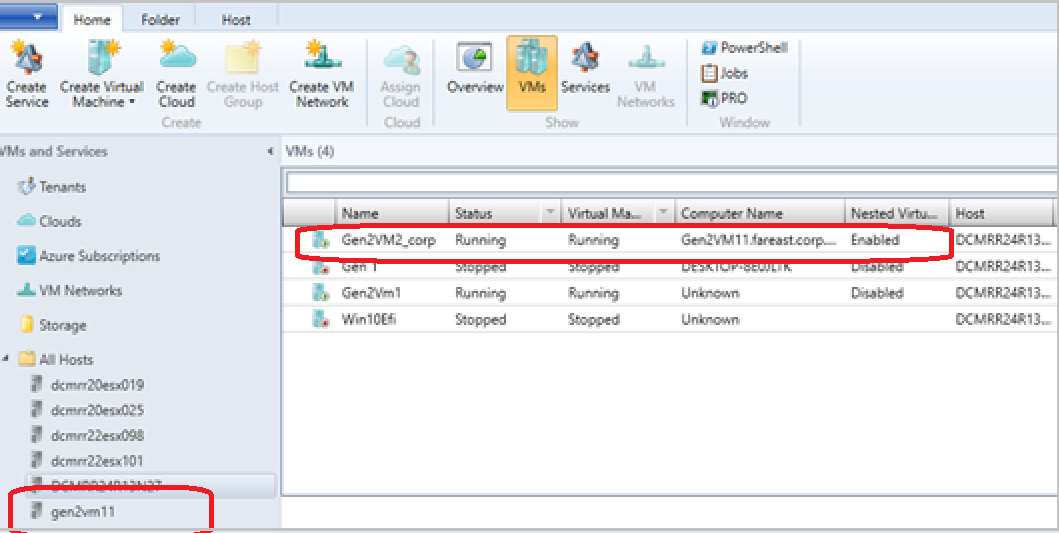 Home Folder Host
Create Service
Create Virtual Machine
Create Cloud
Create Host Group
Create VM Network
Create
Assign Cloud
Cloud
Overview
VMs
Services
VM Networks
Show
PowerShell
Jobs
PRO
Window
VMs and Services
Tenants
Clouds
Azure Subscriptions
VM Networks
Storage
All Hosts
dcmrr20esx019
dcmrr20esx025
dcmrr22esx098
dcmrr22esx101
DCMRR24R13N27
gen2vm11
VMs (4)
Name Status Virtual Ma... Computer Name Nested Virtu... Host
Gen2VM2_corp Running Running Gen2VM11.fareast.corp.... Enabled DCMRR24R13...
Gen 1 Stopped Stopped DESKTOP-8E0JLTK Disabled DCMRR24R13...
Gen2Vm1 Running Running Unknown Disabled DCMRR24R13...
Win10Efi Stopped Stopped Unknown DCMRR24R13...